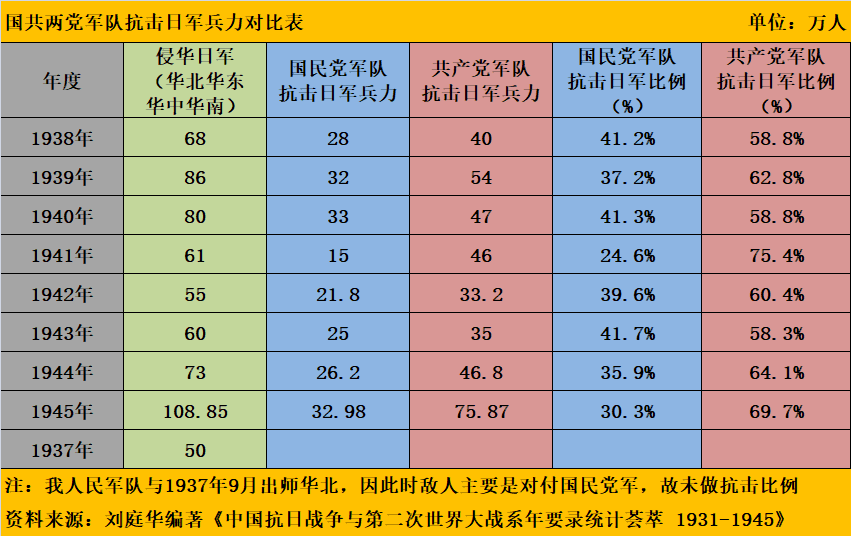 国共两党军队抗击日军兵力对比表 单位：万人
年度 侵华日军（华北华东华中华南） 国民党军队抗击日军兵力 共产党军队抗击日军兵力 国民党军队抗击日军比例（%） 共产党军队抗击日军比例（%）
1938年 68 28 40 41.2% 58.8%
1939年 86 32 54 37.2% 62.8%
1940年 80 33 47 41.3% 58.8%
1941年 61 15 46 24.6% 75.4%
1942年 55 21.8 33.2 39.6% 60.4%
1943年 60 25 35 41.7% 58.3%
1944年 73 26.2 46.8 35.9% 64.1%
1945年 108.85 32.98 75.87 30.3% 69.7%
1937年 50
注：我人民军队与1937年9月出师华北，因此时敌人主要是对付国民党军，故未做抗击比例
资料来源：刘庭华编著《中国抗日战争与第二次世界大战系年要录统计荟萃 1931-1945》